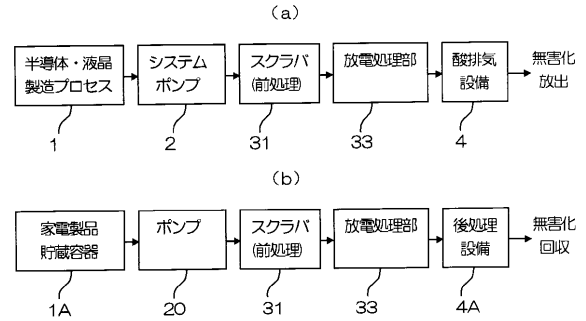 (a)
半導体・液晶
製造プロセス
システム
ポンプ
スクラバ
(前処理)
放電処理部
酸排気
設備
無害化
放出
1
2
31
33
4
(b)
家電製品
貯蔵容器
ポンプ
スクラバ
(前処理)
放電処理部
後処理
設備
無害化
回収
1A
20
31
33
4A